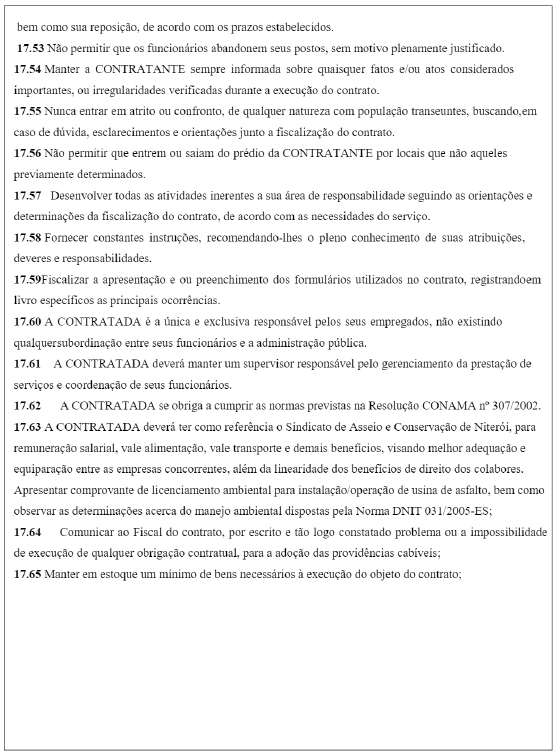 bem como sua reposição, de acordo com os prazos estabelecidos.
17.53 Não permitir que os funcionários abandonem seus postos, sem motivo plenamente justificado.
17.54 Manter a CONTRATANTE sempre informada sobre quaisquer fatos e/ou atos considerados
importantes, ou irregularidades verificadas durante a execução do contrato.
17.55 Nunca entrar em atrito ou confronto, de qualquer natureza com população transeuntes, buscando,em
caso de dúvida, esclarecimentos e orientações junto a fiscalização do contrato.
17.56 Não permitir que entrem ou saiam do prédio da CONTRATANTE por locais que não aqueles
previamente determinados.
17.57 Desenvolver todas as atividades inerentes a sua área de responsabilidade seguindo as orientações e
determinações da fiscalização do contrato, de acordo com as necessidades do serviço.
17.58 Fornecer constantes instruções, recomendando-lhes o pleno conhecimento de suas atribuições,
deveres e responsabilidades.
17.59Fiscalizar a apresentação e ou preenchimento dos formulários utilizados no contrato, registrandoem
livro específicos as principais ocorrências.
17.60 A CONTRATADA é a única e exclusiva responsável pelos seus empregados, não existindo
qualquersubordinação entre seus funcionários e a administração pública.
17.61 A CONTRATADA deverá manter um supervisor responsável pelo gerenciamento da prestação de
serviços e coordenação de seus funcionários.
17.62 A CONTRATADA se obriga a cumprir as normas previstas na Resolução CONAMA nº 307/2002.
17.63 A CONTRATADA deverá ter como referência o Sindicato de Asseio e Conservação de Niterói, para
remuneração salarial, vale alimentação, vale transporte e demais benefícios, visando melhor adequação e
equiparação entre as empresas concorrentes, além da linearidade dos benefícios de direito dos colabores.
Apresentar comprovante de licenciamento ambiental para instalação/operação de usina de asfalto, bem como
observar as determinações acerca do manejo ambiental dispostas pela Norma DNIT 031/2005-ES;
17.64 Comunicar ao Fiscal do contrato, por escrito e tão logo constatado problema ou a impossibilidade
de execução de qualquer obrigação contratual, para a adoção das providências cabíveis;
17.65 Manter em estoque um mínimo de bens necessários à execução do objeto do contrato;